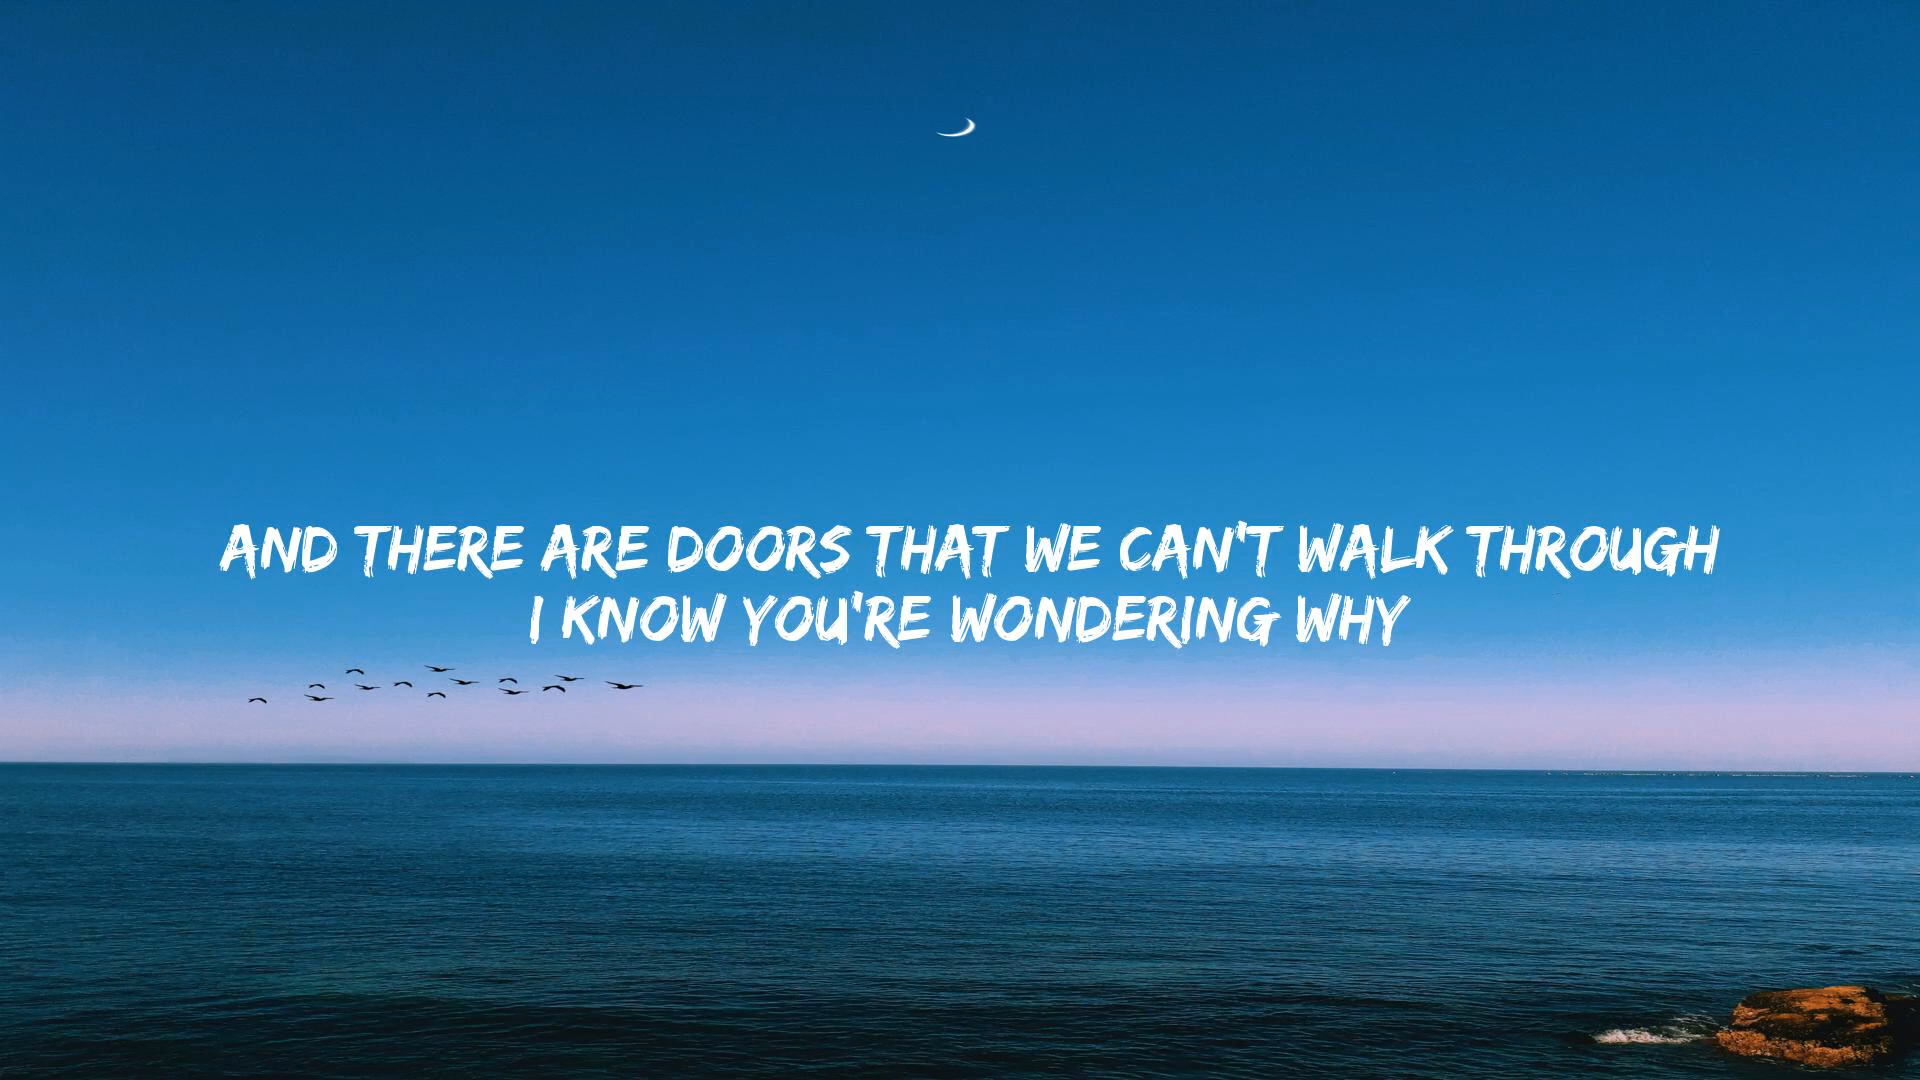 AND THERE ARE DOORS THAT WE CAN'T WALK THROUGH
I KNOW YOU'RE WONDERING WHY